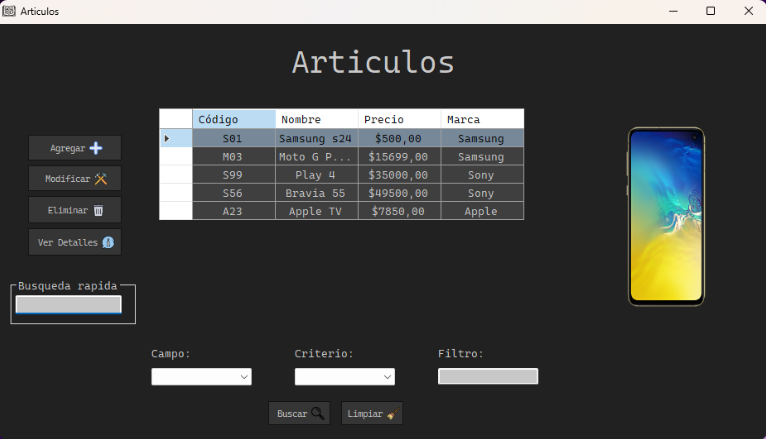 Articulos
Articulos
Código Nombre Precio Marca
S01 Samsung s24 $500,00 Samsung
M03 Moto G P... $15699,00 Samsung
S99 Play 4 $35000,00 Sony
S56 Bravia 55 $49500,00 Sony
A23 Apple TV $7850,00 Apple
Agregar
Modificar
Eliminar
Ver Detalles
Busqueda rapida
Campo: Criterio: Filtro:
Buscar Limpiar